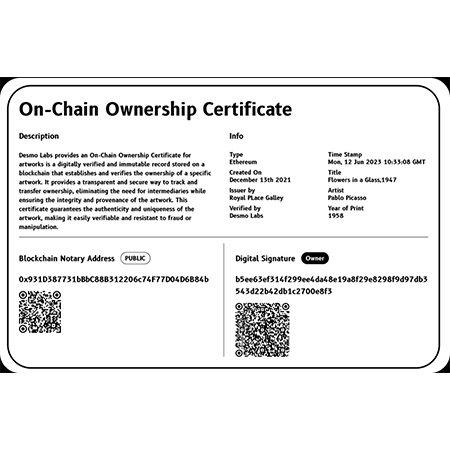 On-Chain Ownership Certificate
Description
Desmo Labs provides an On-Chain Ownership Certificate for
artworks is a digitally verified and immutable record stored on a
blockchain that establishes and verifies the ownership of a specific
artwork. It provides a transparent and secure way to track and
transfer ownership, eliminating the need for intermediaries while
ensuring the integrity and provenance of the artwork. This
certificate guarantees the authenticity and uniqueness of the
artwork, making it easily verifiable and resistant to fraud or
manipulation.
Info
Type
Ethereum
Created On
December 13th 2021
Issuer by
Royal PLace Galley
Verified by
Desmo Labs
Time Stamp
Mon, 12 Jun 2023 10:33:08 GMT
Title
Flowers in a Glass,1947
Artist
Pablo Picasso
Year of Print
1958
Blockchain Notary Address PUBLIC
0x931D387731bBbC88B312206c74F77D04D6B84b
Digital Signature Owner
b5ee63ef314f299ee4da48e19a8f29e8298f9d97db3
543d22b42db1c2700e8f3